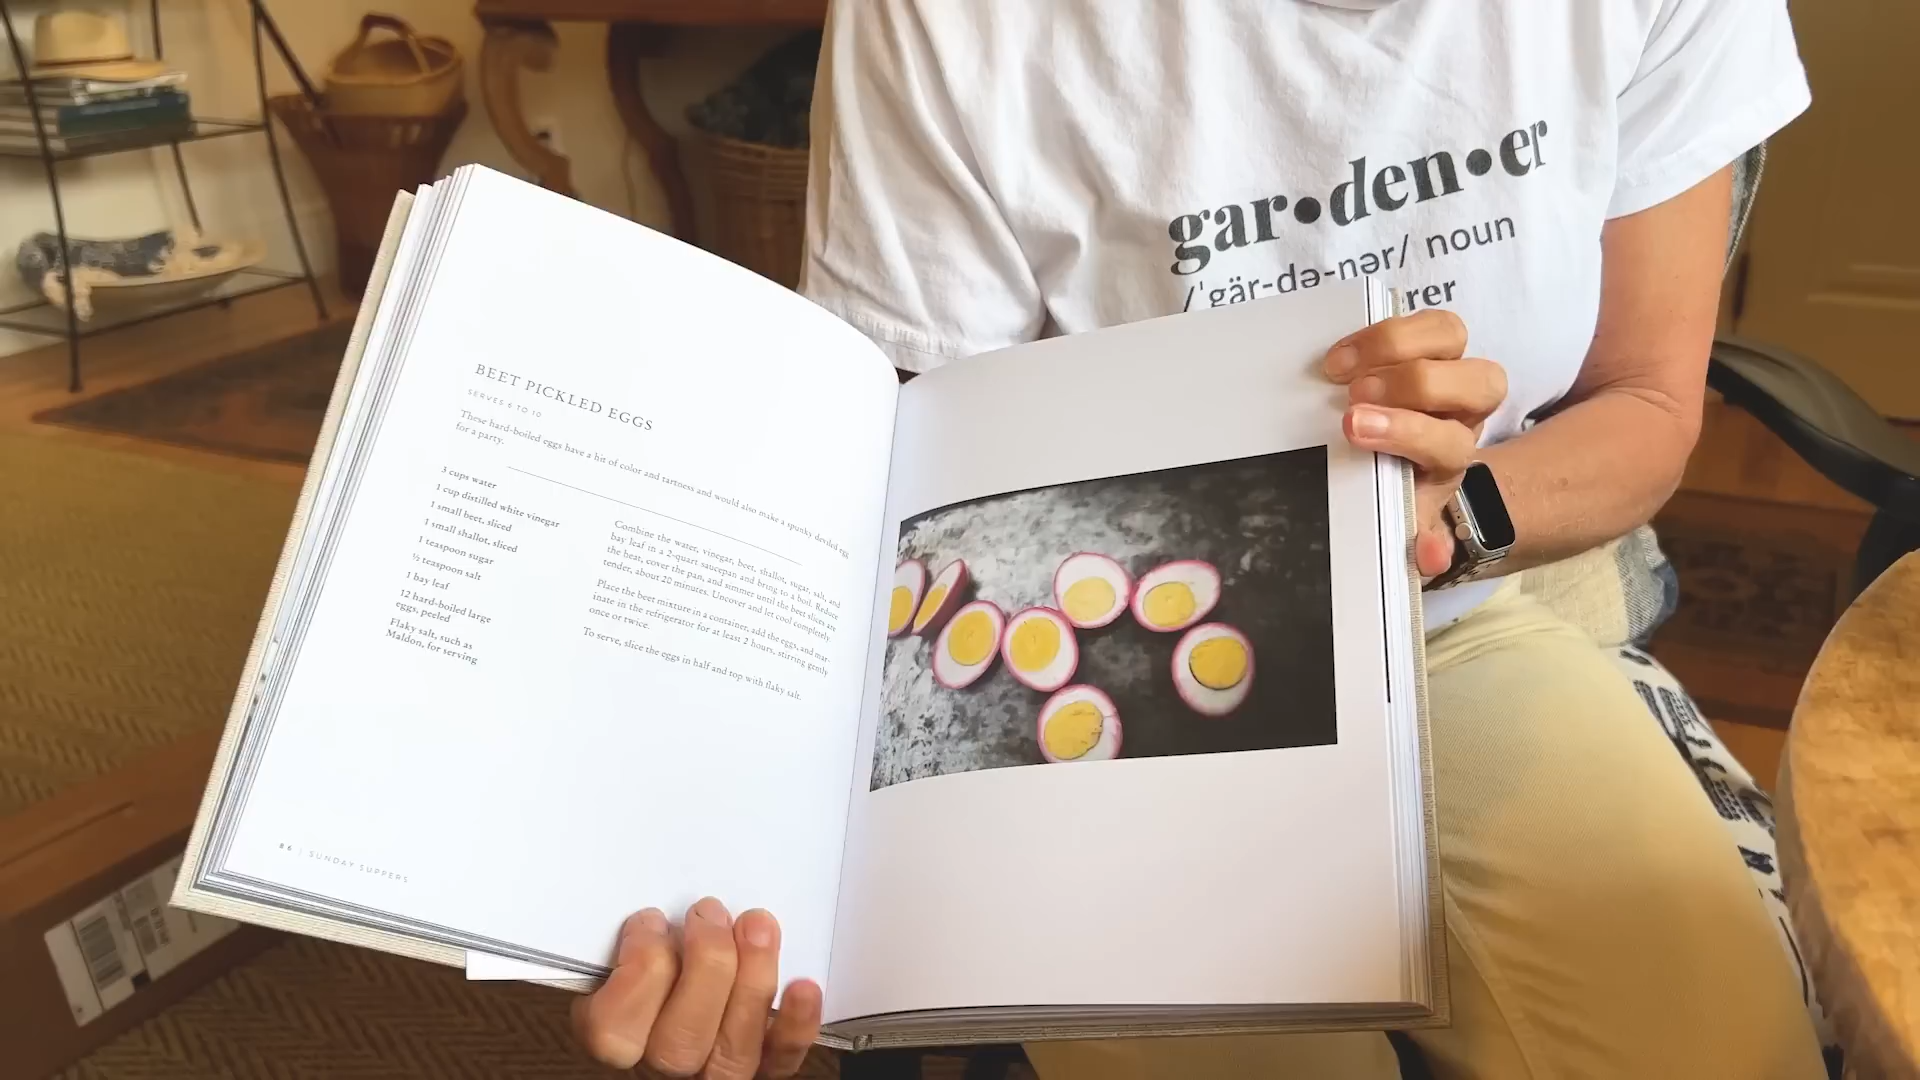 gar•den•er
/ˈgär-də-nər/ noun
rer
BEET PICKLED EGGS
SERVES 6 TO 10
These hard-boiled eggs have a hit of color and tartness and would also make a spunky deviled egg
for a party.
3 cups water
1 cup distilled white vinegar
1 small beet, sliced
1 small shallot, sliced
1 teaspoon sugar
½ teaspoon salt
1 bay leaf
12 hard-boiled large
eggs, peeled
Flaky salt, such as
Maldon, for serving
Combine the water, vinegar, beet, shallot, sugar, salt, and
bay leaf in a 2-quart saucepan and bring to a boil. Reduce
the heat, cover the pan, and simmer until the beet slices are
tender, about 20 minutes. Uncover and let cool completely.
Place the beet mixture in a container, add the eggs, and mar-
inate in the refrigerator for at least 2 hours, stirring gently
once or twice.
To serve, slice the eggs in half and top with flaky salt.
86 | SUNDAY SUPPERS